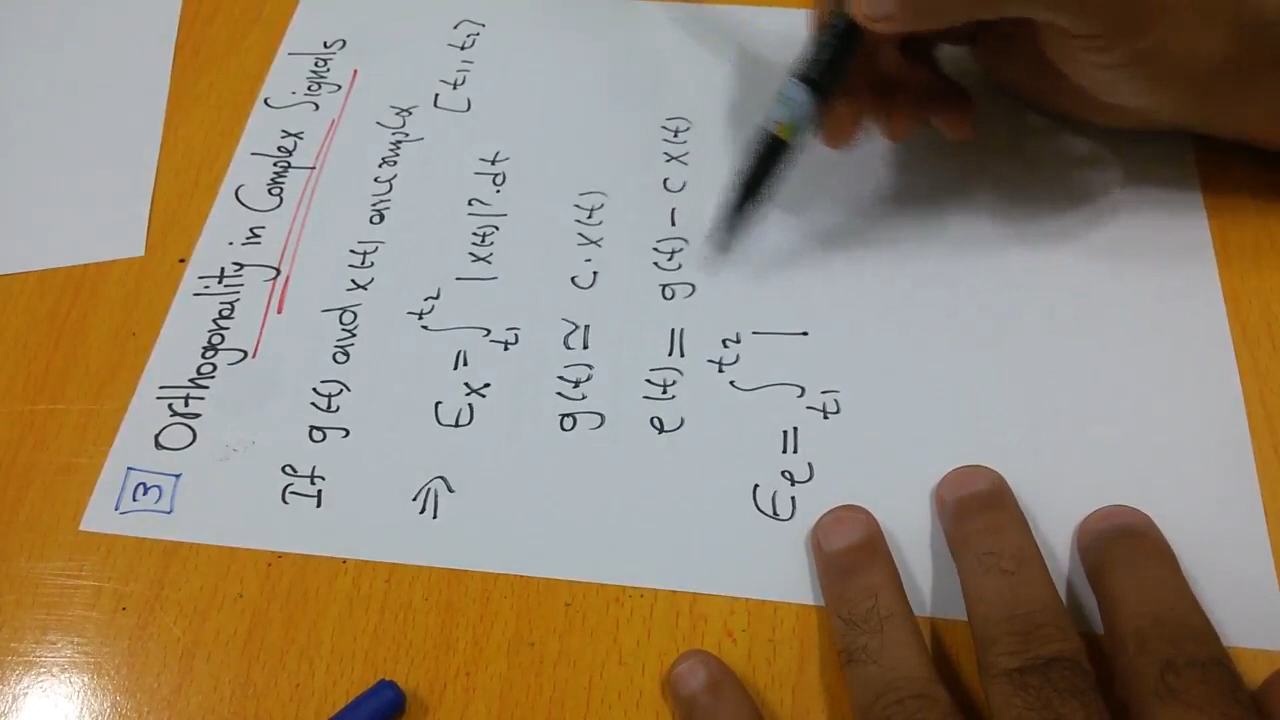 3 Orthogonality in Complex Signals
If g(t) and x(t) are complex
⇒ Ex = ∫t1t2 |x(t)|². dt [t1, t2]
g(t) ≃ c . x(t)
e(t) = g(t) - c x(t)
Ee = ∫t1t2 |